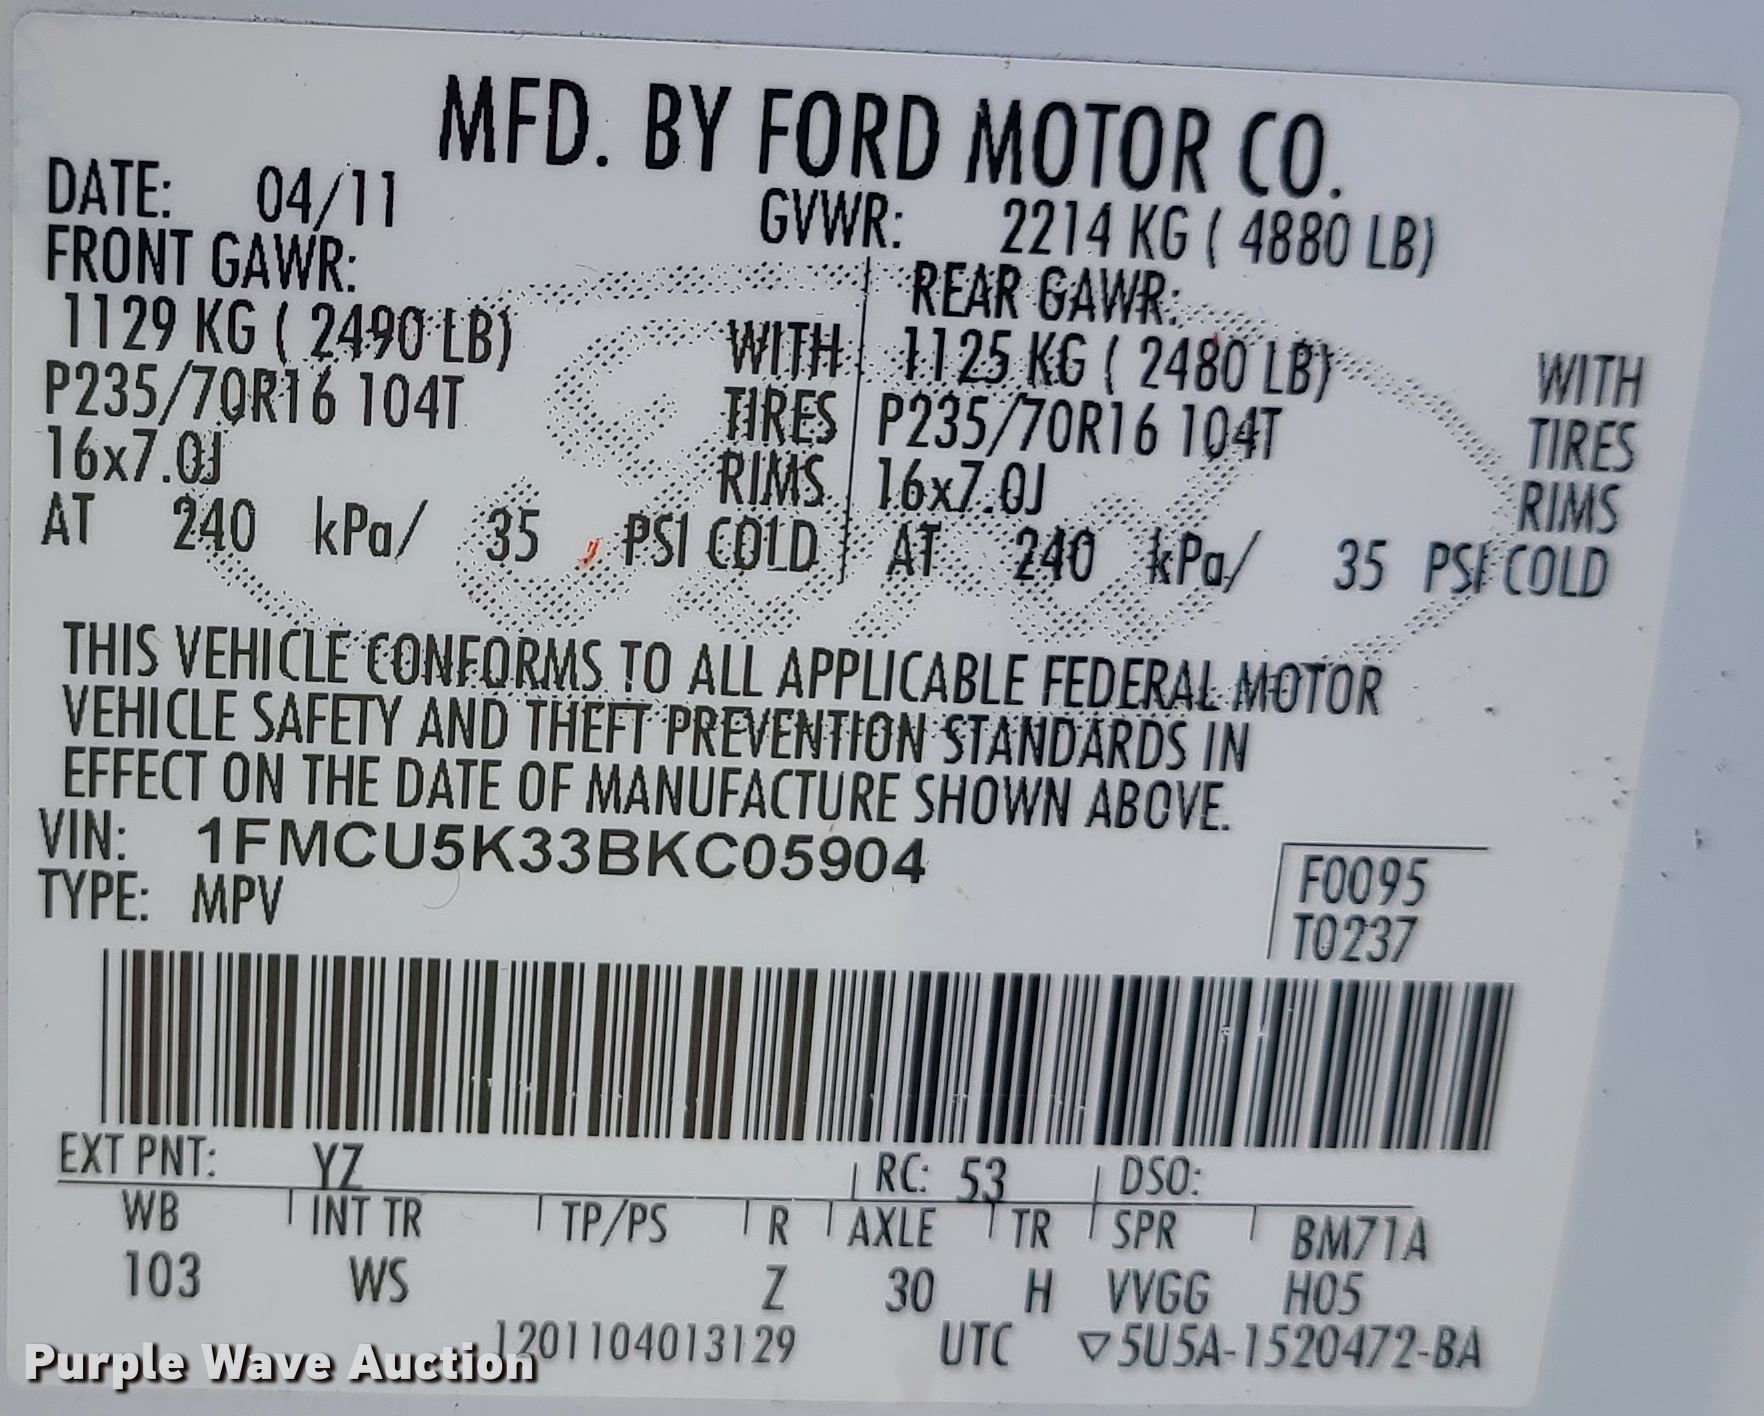 MFD. BY FORD MOTOR CO.
DATE: 04/11 GVWR: 2214 KG ( 4880 LB)
FRONT GAWR: REAR GAWR:
1129 KG ( 2490 LB) WITH 1125 KG ( 2480 LB) WITH
P235/70R16 104T TIRES P235/70R16 104T TIRES
16x7.0J RIMS 16x7.0J RIMS
AT 240 kPa/ 35 PSI COLD AT 240 kPa/ 35 PSI COLD
THIS VEHICLE CONFORMS TO ALL APPLICABLE FEDERAL MOTOR
VEHICLE SAFETY AND THEFT PREVENTION STANDARDS IN
EFFECT ON THE DATE OF MANUFACTURE SHOWN ABOVE.
VIN: 1FMCU5K33BKC05904
TYPE: MPV
F0095
T0237
EXT PNT: YZ RC: 53 DSO:
WB INT TR TP/PS R AXLE TR SPR BM71A
103 WS Z 30 H VVGG H05
1201104013129 UTC ▽5U5A-1520472-BA
Purple Wave Auction